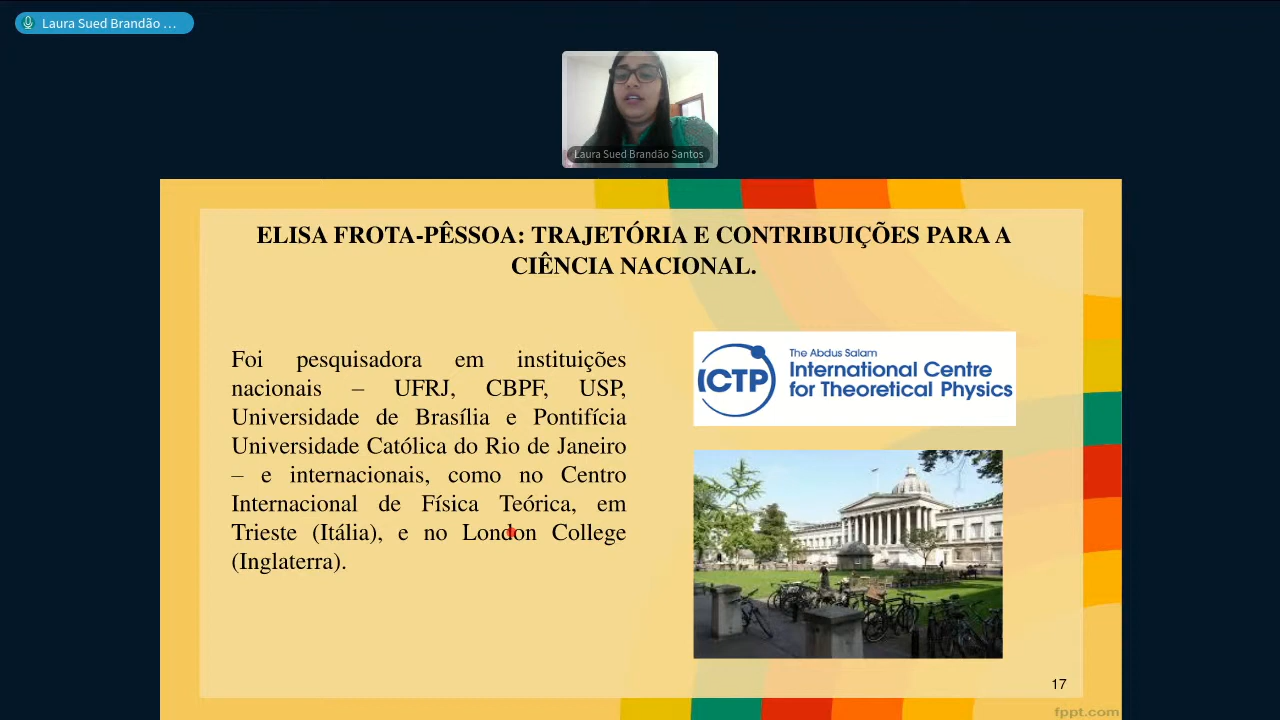 Laura Sued Brandão ...
Laura Sued Brandão Santos
ELISA FROTA-PÊSSOA: TRAJETÓRIA E CONTRIBUIÇÕES PARA A
CIÊNCIA NACIONAL.
Foi pesquisadora em instituições
nacionais – UFRJ, CBPF, USP,
Universidade de Brasília e Pontifícia
Universidade Católica do Rio de Janeiro
– e internacionais, como no Centro
Internacional de Física Teórica, em
Trieste (Itália), e no London College
(Inglaterra).
ICTP
The Abdus Salam
International Centre
for Theoretical Physics
17
fppt.com